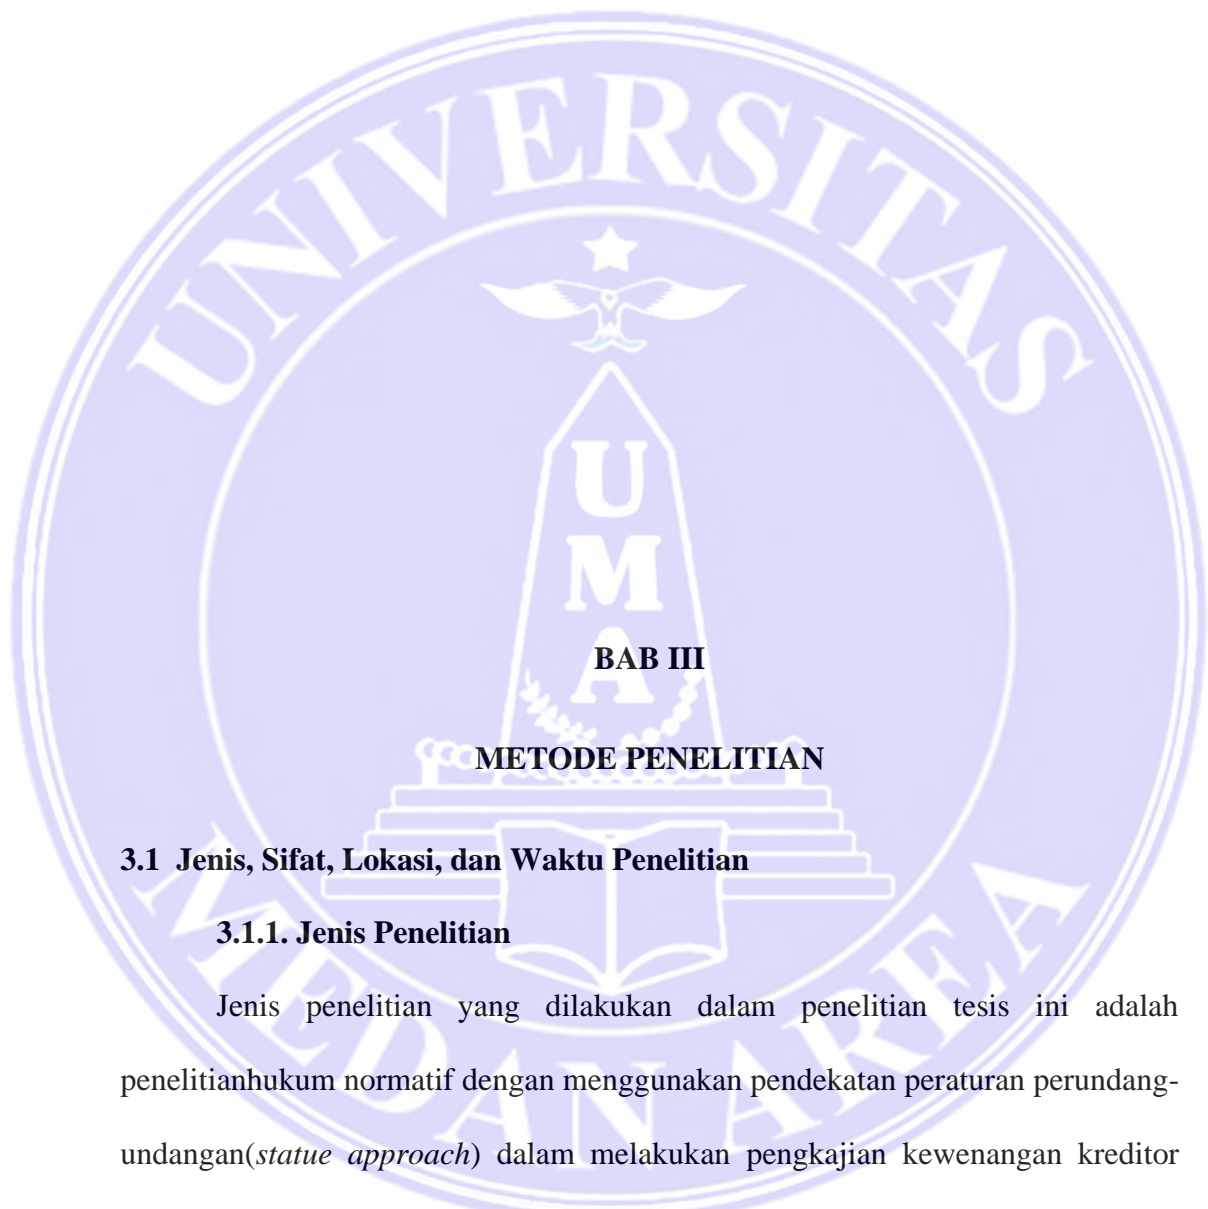 UNIVERSITAS
U
M
A
BAB III
METODE PENELITIAN
3.1 Jenis, Sifat, Lokasi, dan Waktu Penelitian
3.1.1. Jenis Penelitian
Jenis penelitian yang dilakukan dalam penelitian tesis ini adalah
penelitianhukum normatif dengan menggunakan pendekatan peraturan perundang-
undangan(statue approach) dalam melakukan pengkajian kewenangan kreditor
MEDAN AREA